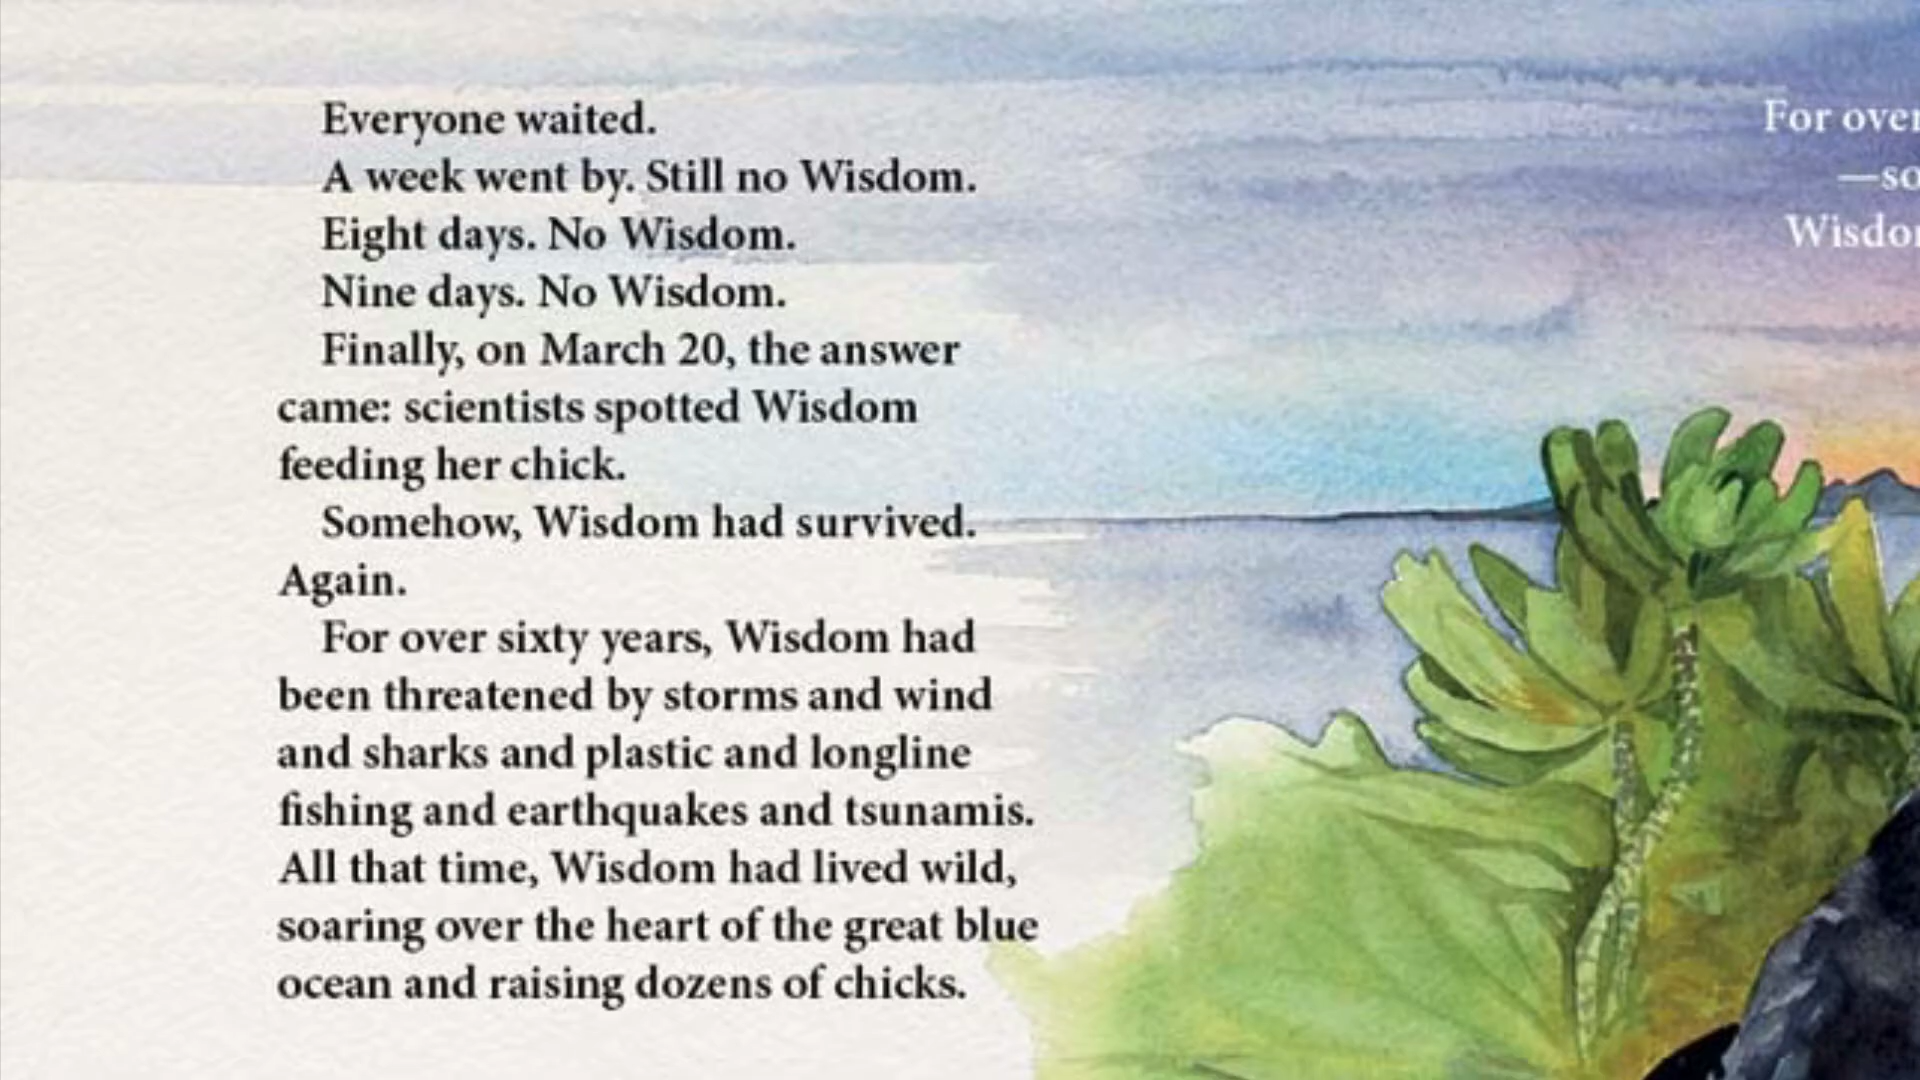 Everyone waited.
A week went by. Still no Wisdom.
Eight days. No Wisdom.
Nine days. No Wisdom.
Finally, on March 20, the answer
came: scientists spotted Wisdom
feeding her chick.
Somehow, Wisdom had survived.
Again.
For over sixty years, Wisdom had
been threatened by storms and wind
and sharks and plastic and longline
fishing and earthquakes and tsunamis.
All that time, Wisdom had lived wild,
soaring over the heart of the great blue
ocean and raising dozens of chicks.
For over
—so